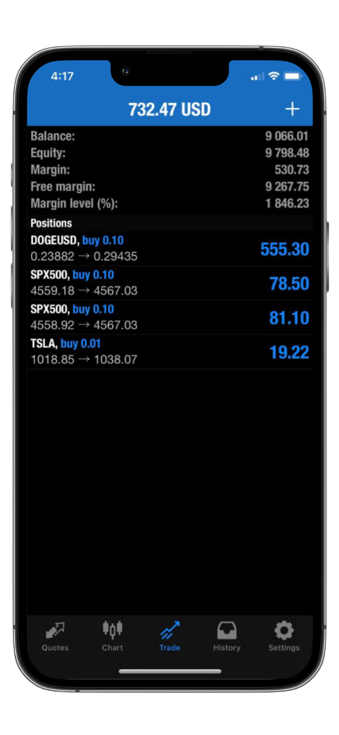 4:17
732.47 USD +
Balance: 9 066.01
Equity: 9 798.48
Margin: 530.73
Free margin: 9 267.75
Margin level (%): 1 846.23
Positions
DOGEUSD, buy 0.10
0.23882 → 0.29435 555.30
SPX500, buy 0.10
4559.18 → 4567.03 78.50
SPX500, buy 0.10
4558.92 → 4567.03 81.10
TSLA, buy 0.01
1018.85 → 1038.07 19.22
Quotes Chart Trade History Settings